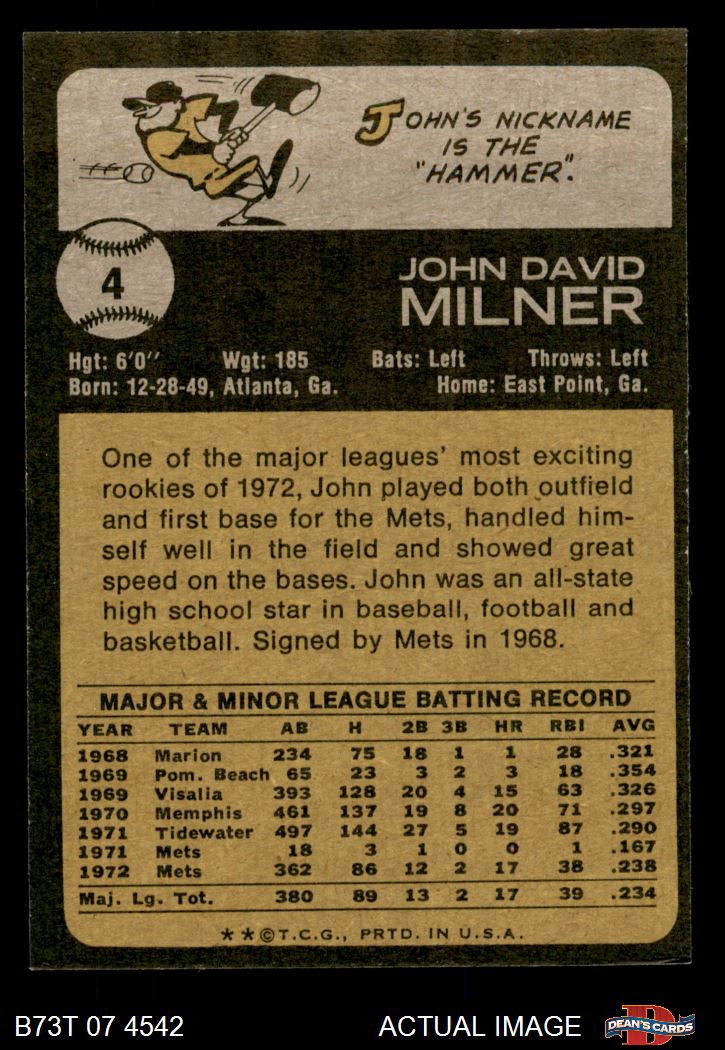 JOHN'S NICKNAME
IS THE
"HAMMER".
4
JOHN DAVID
MILNER
Hgt: 6'0" Wgt: 185 Bats: Left Throws: Left
Born: 12-28-49, Atlanta, Ga. Home: East Point, Ga.
One of the major leagues' most exciting
rookies of 1972, John played both outfield
and first base for the Mets, handled him-
self well in the field and showed great
speed on the bases. John was an all-state
high school star in baseball, football and
basketball. Signed by Mets in 1968.
MAJOR & MINOR LEAGUE BATTING RECORD
YEAR TEAM AB H 2B 3B HR RBI AVG
1968 Marion 234 75 18 1 1 28 .321
1969 Pom. Beach 65 23 3 2 3 18 .354
1969 Visalia 393 128 20 4 15 63 .326
1970 Memphis 461 137 19 8 20 71 .297
1971 Tidewater 497 144 27 5 19 87 .290
1971 Mets 18 3 1 0 0 1 .167
1972 Mets 362 86 12 2 17 38 .238
Maj. Lg. Tot. 380 89 13 2 17 39 .234
★★©T.C.G., PRTD. IN U.S.A.
B73T 07 4542 ACTUAL IMAGE D DEAN'S CARDS